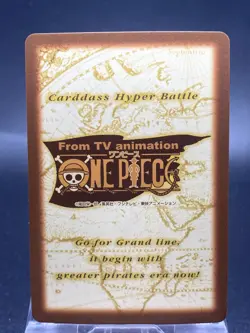 Carddass Hyper Battle
From TV animation
ワンピース
ONE PIECE
Go for Grand line.
it begin with
greater pirates era now!